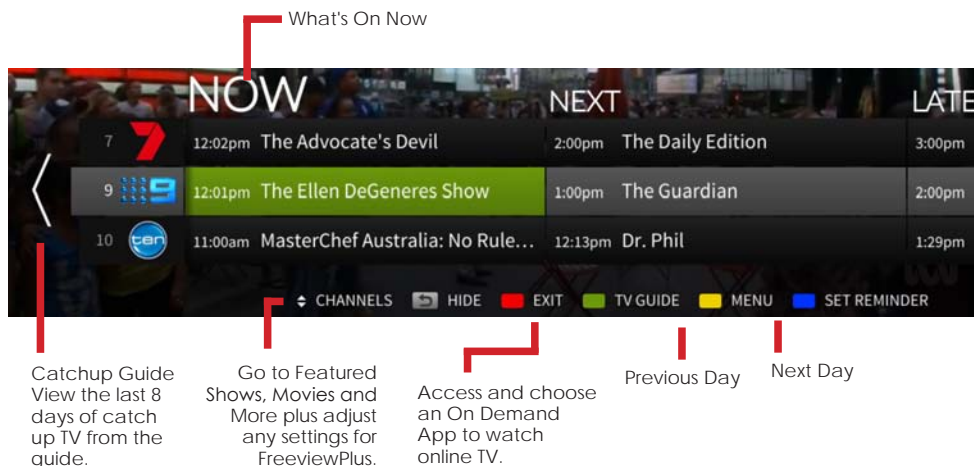 What's On Now
NOW
NEXT
LATE
7
12:02pm The Advocate's Devil
2:00pm The Daily Edition
3:00pm
9 9
12:01pm The Ellen DeGeneres Show
1:00pm The Guardian
2:00pm
10 ten
11:00am MasterChef Australia: No Rule...
12:13pm Dr. Phil
1:29pm
CHANNELS HIDE EXIT TV GUIDE MENU SET REMINDER
Catchup Guide
View the last 8
days of catch
up TV from the
guide.
Go to Featured
Shows, Movies and
More plus adjust
any settings for
FreeviewPlus.
Access and choose
an On Demand
App to watch
online TV.
Previous Day
Next Day